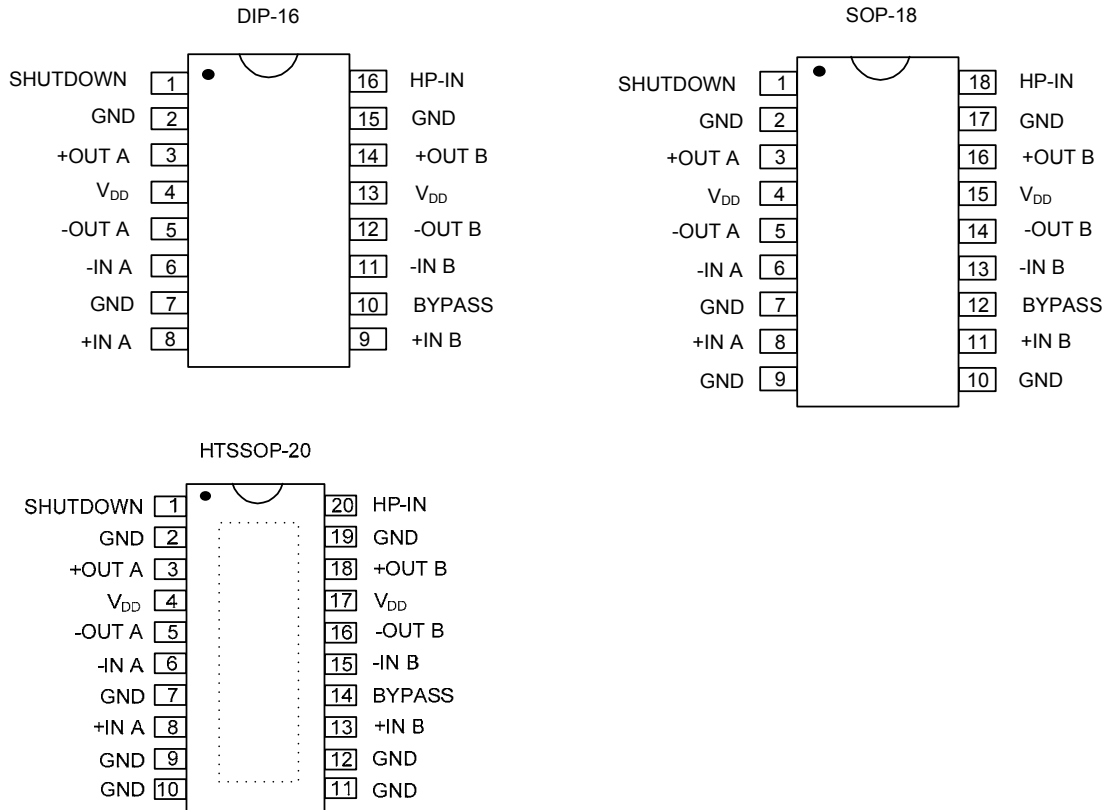 DIP-16
SHUTDOWN 1 16 HP-IN
GND 2 15 GND
+OUT A 3 14 +OUT B
VDD 4 13 VDD
-OUT A 5 12 -OUT B
-IN A 6 11 -IN B
GND 7 10 BYPASS
+IN A 8 9 +IN B
SOP-18
SHUTDOWN 1 18 HP-IN
GND 2 17 GND
+OUT A 3 16 +OUT B
VDD 4 15 VDD
-OUT A 5 14 -OUT B
-IN A 6 13 -IN B
GND 7 12 BYPASS
+IN A 8 11 +IN B
GND 9 10 GND
HTSSOP-20
SHUTDOWN 1 20 HP-IN
GND 2 19 GND
+OUT A 3 18 +OUT B
VDD 4 17 VDD
-OUT A 5 16 -OUT B
-IN A 6 15 -IN B
GND 7 14 BYPASS
+IN A 8 13 +IN B
GND 9 12 GND
GND 10 11 GND